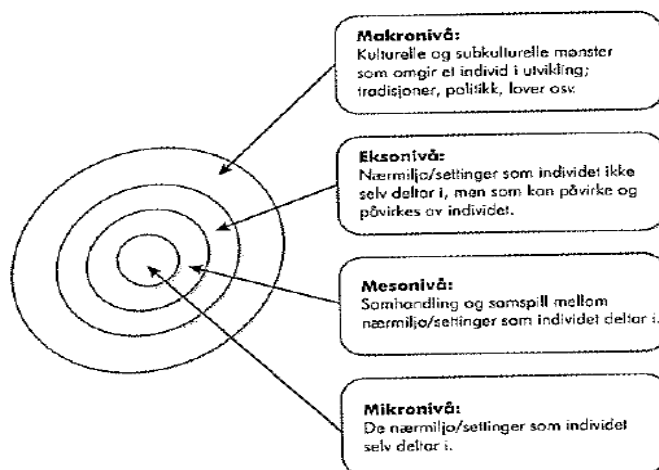 Makronivå:
Kulturelle og subkulturelle mønster
som omgir et individ i utvikling;
tradisjoner, politikk, lover osv.
Eksonivå:
Nærmiljø/settinger som individet ikke
selv deltar i, men som kan påvirke og
påvirkes av individet.
Mesonivå:
Samhandling og samspill mellom
nærmiljø/settinger som individet deltar i.
Mikronivå:
De nærmiljø/settinger som individet
selv deltar i.